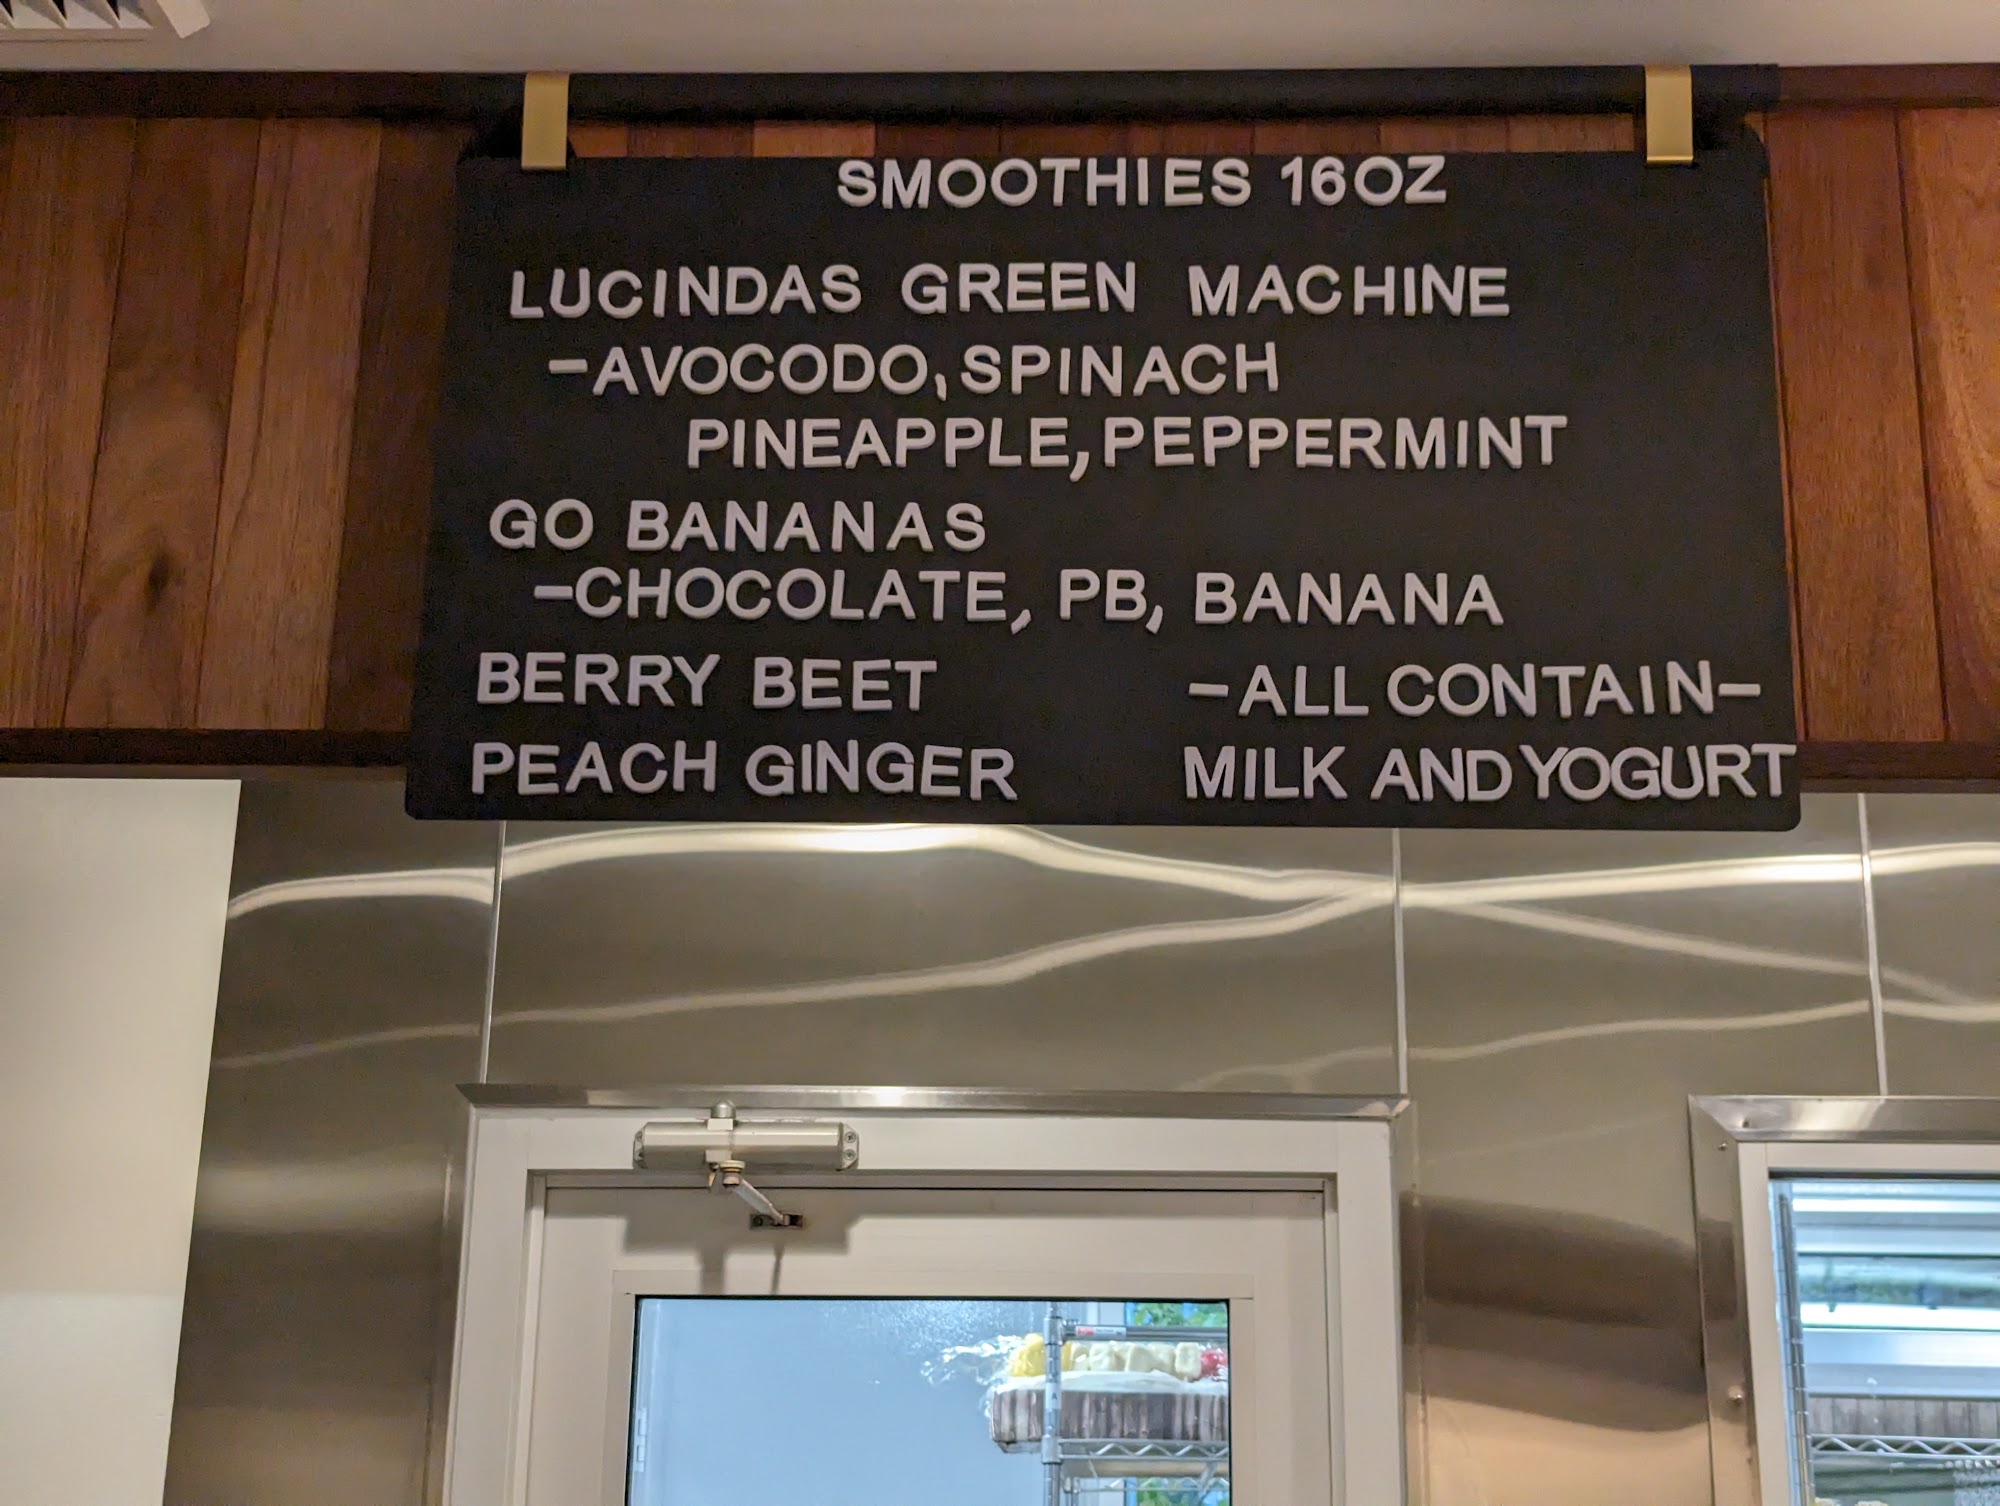 SMOOTHIES 16OZ
LUCINDAS GREEN MACHINE
-AVOCODO, SPINACH
PINEAPPLE, PEPPERMINT
GO BANANAS
-CHOCOLATE, PB, BANANA
BERRY BEET
PEACH GINGER
-ALL CONTAIN-
MILK AND YOGURT